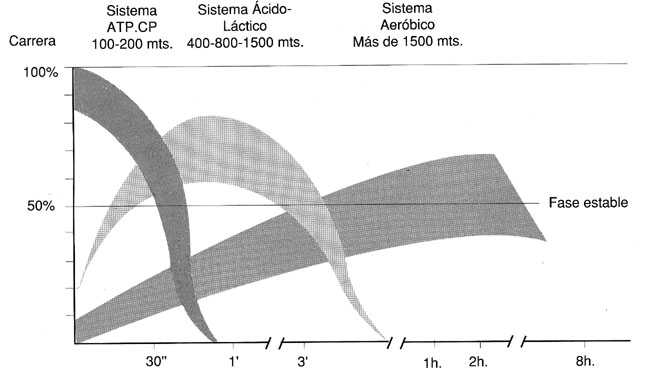 Sistema
ATP.CP
100-200 mts.
Sistema Ácido-
Láctico
400-800-1500 mts.
Sistema
Aeróbico
Más de 1500 mts.
Carrera
100%
50%
Fase estable
30"
1'
3'
1h.
2h.
8h.